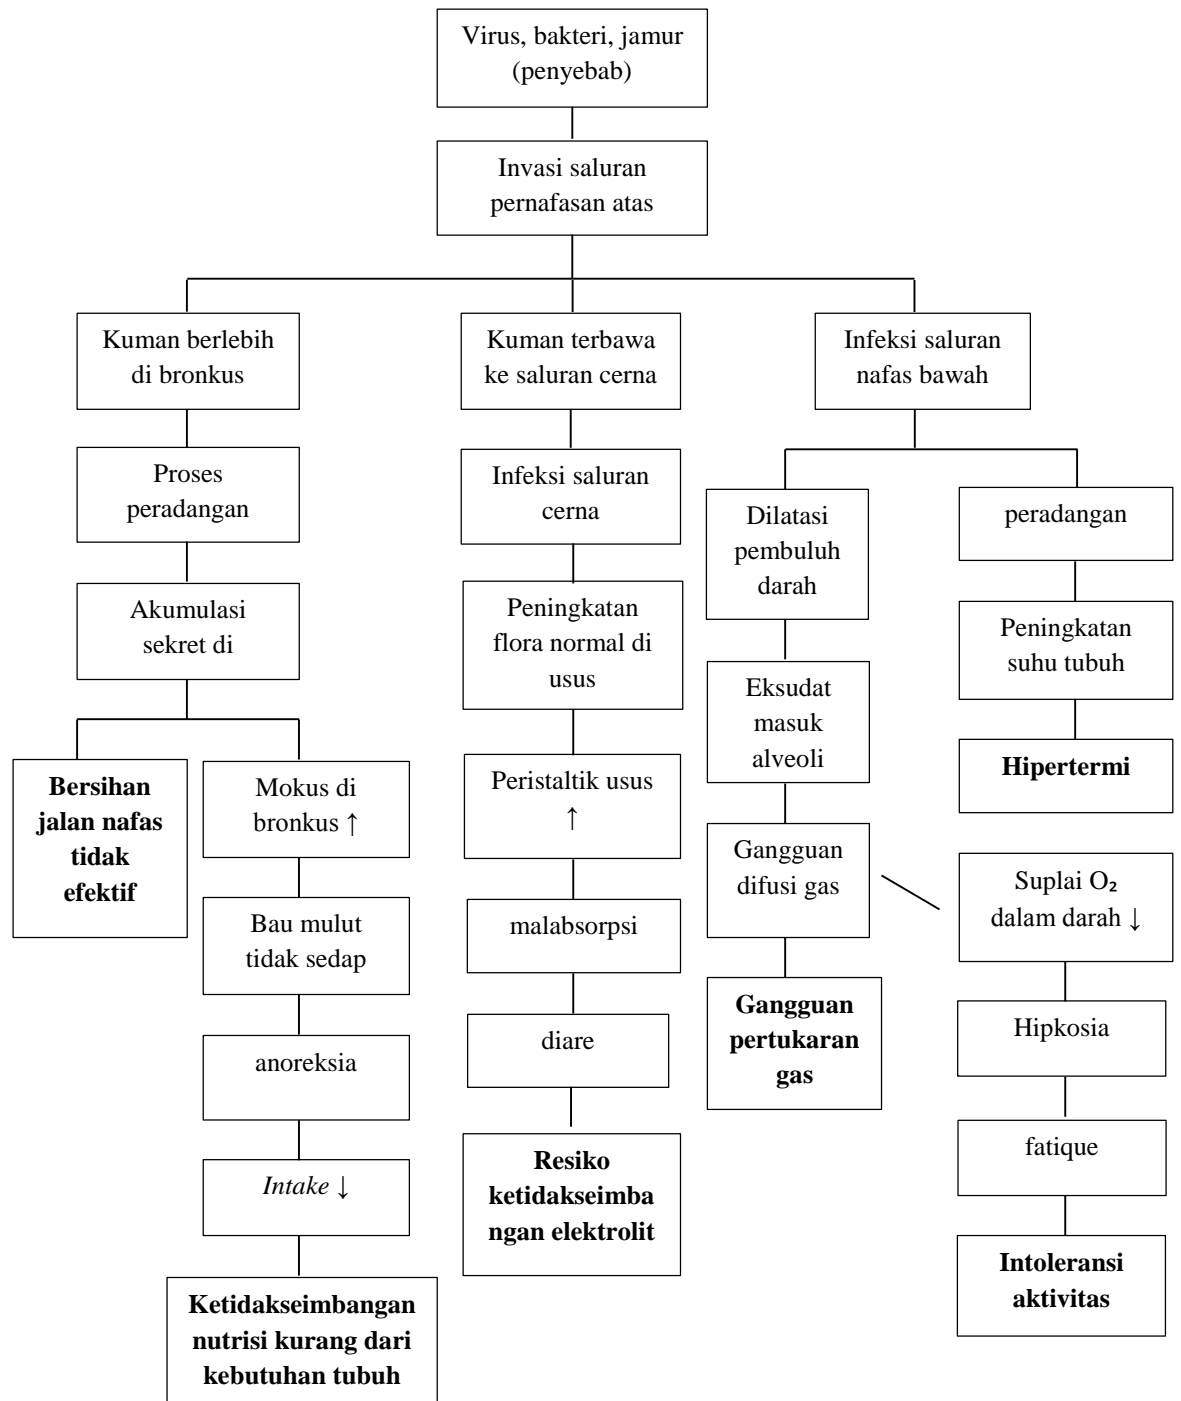 Virus, bakteri, jamur
(penyebab)
Invasi saluran
pernafasan atas
Kuman berlebih
di bronkus
Kuman terbawa
ke saluran cerna
Infeksi saluran
nafas bawah
Proses
peradangan
Infeksi saluran
cerna
Dilatasi
pembuluh
darah
peradangan
Akumulasi
sekret di
Peningkatan
flora normal di
usus
Eksudat
masuk
alveoli
Peningkatan
suhu tubuh
Bersihan
jalan nafas
tidak
efektif
Mokus di
bronkus ↑
Peristaltik usus
↑
Gangguan
difusi gas
Hipertermi
Bau mulut
tidak sedap
malabsorpsi
Suplai O₂
dalam darah ↓
anoreksia
diare
Gangguan
pertukaran
gas
Hipkosia
Intake ↓
Resiko
ketidakseimba
ngan elektrolit
fatique
Ketidakseimbangan
nutrisi kurang dari
kebutuhan tubuh
Intoleransi
aktivitas